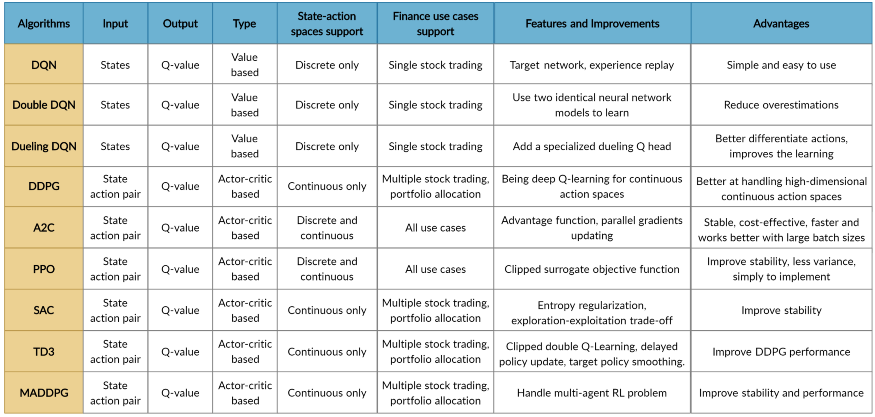 Algorithms Input Output Type State-action spaces support Finance use cases support Features and Improvements Advantages
DQN States Q-value Value based Discrete only Single stock trading Target network, experience replay Simple and easy to use
Double DQN States Q-value Value based Discrete only Single stock trading Use two identical neural network models to learn Reduce overestimations
Dueling DQN States Q-value Value based Discrete only Single stock trading Add a specialized dueling Q head Better differentiate actions, improves the learning
DDPG State action pair Q-value Actor-critic based Continuous only Multiple stock trading, portfolio allocation Being deep Q-learning for continuous action spaces Better at handling high-dimensional continuous action spaces
A2C State action pair Q-value Actor-critic based Discrete and continuous All use cases Advantage function, parallel gradients updating Stable, cost-effective, faster and works better with large batch sizes
PPO State action pair Q-value Actor-critic based Discrete and continuous All use cases Clipped surrogate objective function Improve stability, less variance, simply to implement
SAC State action pair Q-value Actor-critic based Continuous only Multiple stock trading, portfolio allocation Entropy regularization, exploration-exploitation trade-off Improve stability
TD3 State action pair Q-value Actor-critic based Continuous only Multiple stock trading, portfolio allocation Clipped double Q-Learning, delayed policy update, target policy smoothing. Improve DDPG performance
MADDPG State action pair Q-value Actor-critic based Continuous only Multiple stock trading, portfolio allocation Handle multi-agent RL problem Improve stability and performance